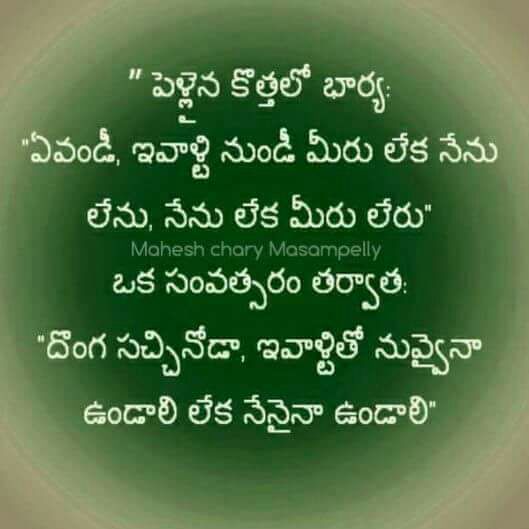 " పెళ్లైన కొత్తలో భార్య:
"ఏవండీ, ఇవాళ్టి నుండీ మీరు లేక నేను
లేను, నేను లేక మీరు లేరు"
Mahesh chary Masampelly
ఒక సంవత్సరం తర్వాత:
"దొంగ సచ్చినోడా, ఇవాళ్టితో నువ్వైనా
ఉండాలి లేక నేనైనా ఉండాలి"